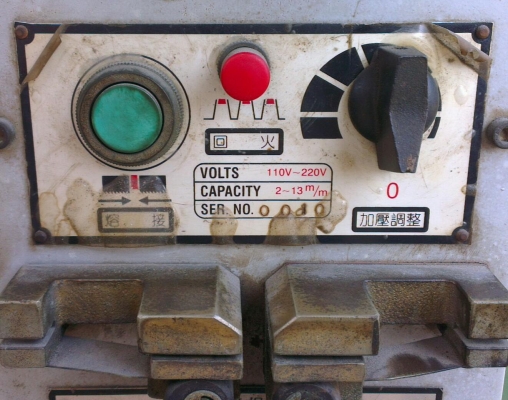 回火
VOLTS 110V~220V
CAPACITY 2~13 m/m
SER. NO. 0010
0
熔接
加壓調整